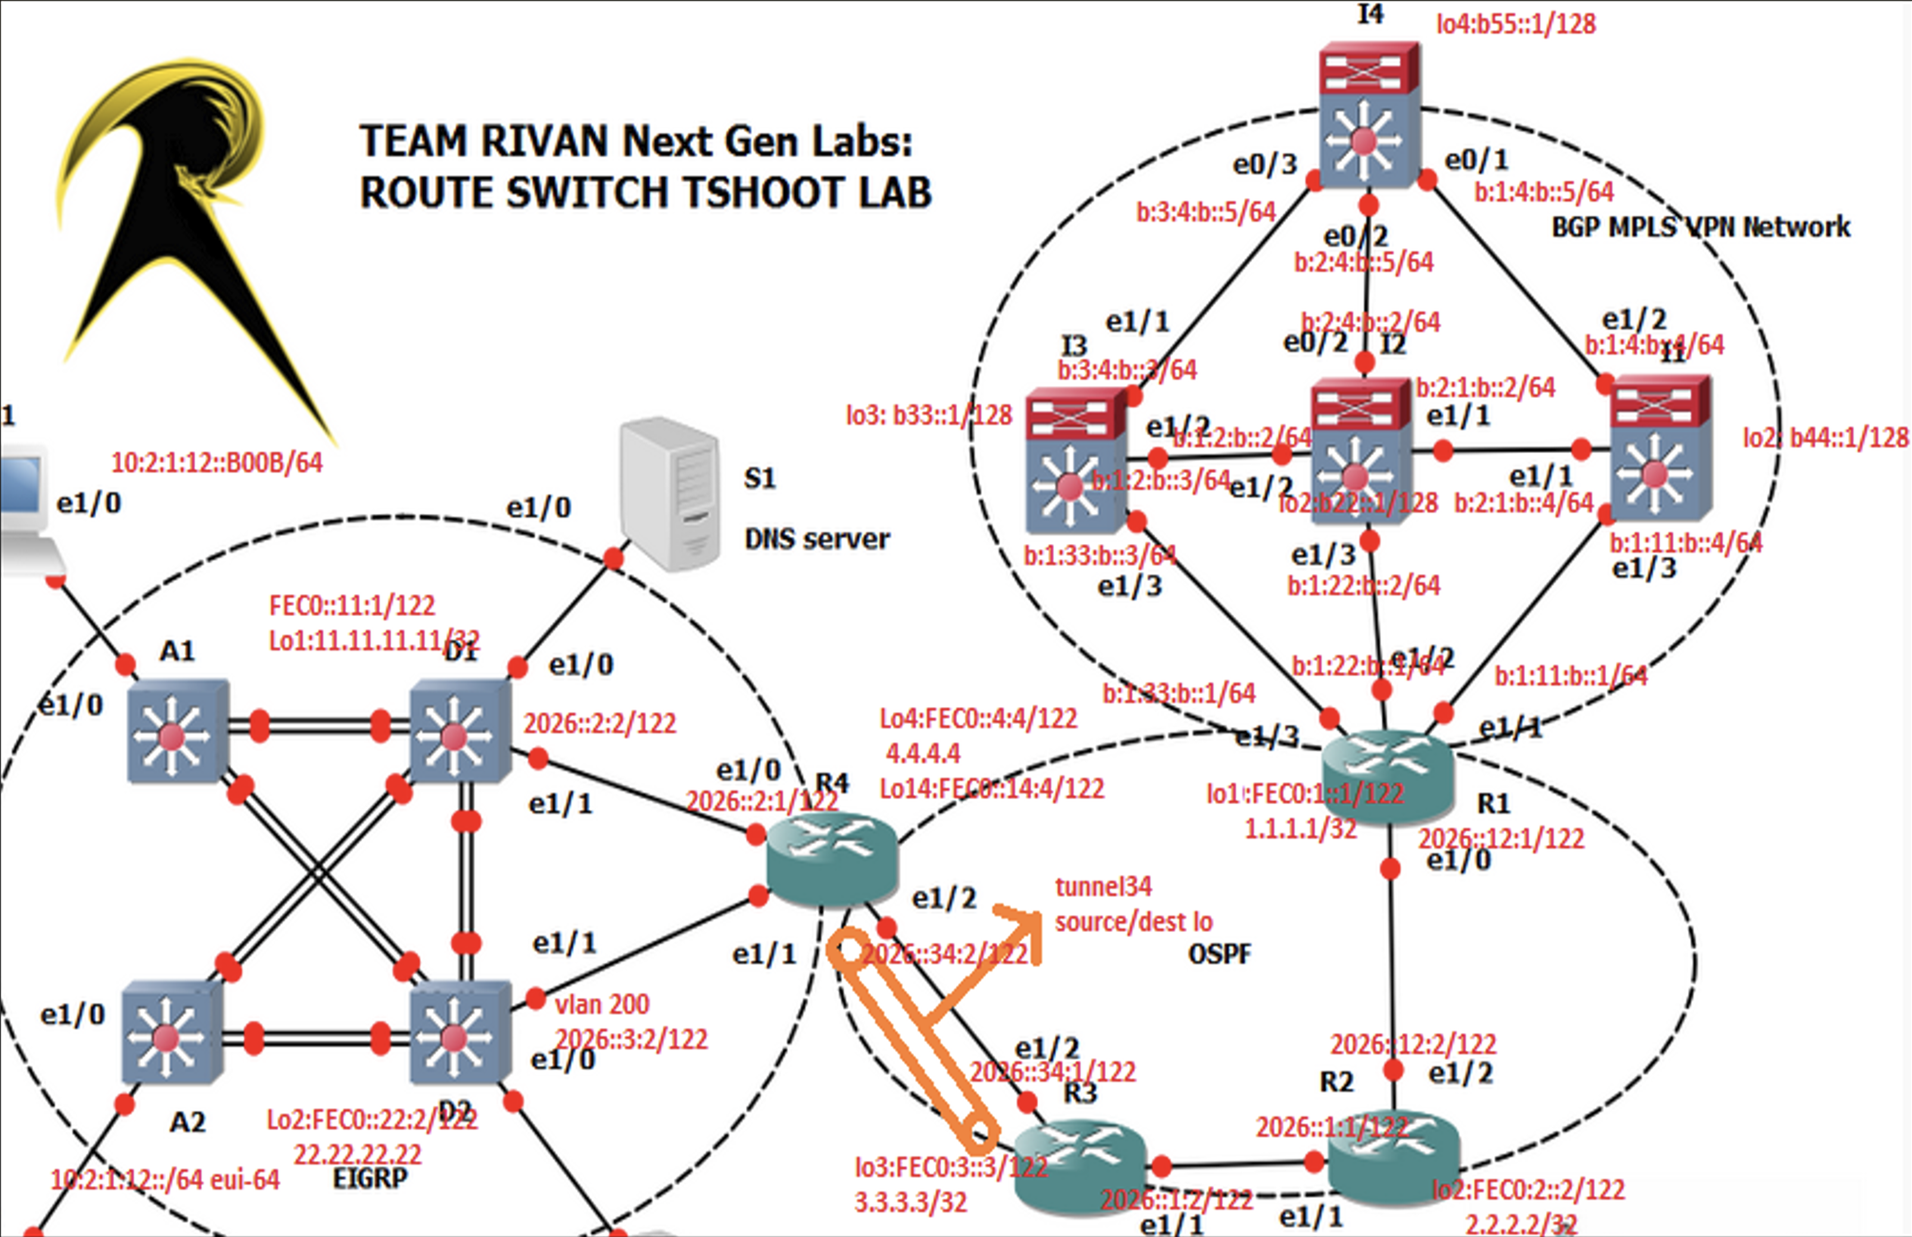 I4
lo4:b55::1/128
TEAM RIVAN Next Gen Labs:
ROUTE SWITCH TSHOOT LAB
e0/3
e0/1
b:3:4:b::5/64
b:1:4:b::5/64
BGP MPLS VPN Network
e0/2
b:2:4:b::5/64
e1/1
b:2:4:b::2/64
e1/2
I3
e0/2
I2
b:1:4:b::4/64
I1
b:3:4:b::3/64
b:2:1:b::2/64
lo3: b33::1/128
e1/2
e1/1
b:1:2:b::2/64
lo2: b44::1/128
b:1:2:b::3/64
e1/2
lo2:b22::1/128
e1/1
b:2:1:b::4/64
b:1:33:b::3/64
e1/3
e1/3
b:1:22:b::2/64
b:1:11:b::4/64
e1/3
1
10:2:1:12::B00B/64
e1/0
e1/0
S1
DNS server
FEC0::11:1/122
Lo1:11.11.11.11/32
A1
D1
e1/0
e1/0
2026::2:2/122
e1/1
e1/0
R4
2026::2:1/122
Lo4:FEC0::4:4/122
4.4.4.4
Lo14:FEC0::14:4/122
b:1:33:b::1/64
b:1:22:b::1/64
e1/2
b:1:11:b::1/64
e1/3
e1/1
lo1:FEC0:1::1/122
1.1.1.1/32
R1
2026::12:1/122
e1/0
tunnel34
source/dest lo
OSPF
e1/2
2026::34:2/122
e1/1
e1/1
vlan 200
2026::3:2/122
e1/0
e1/0
A2
D2
Lo2:FEC0::22:2/122
22.22.22.22
EIGRP
10:2:1:12::/64 eui-64
e1/2
2026::34:1/122
R3
lo3:FEC0:3::3/122
3.3.3.3/32
2026::1:2/122
e1/1
2026::12:2/122
e1/2
R2
2026::1:1/122
e1/1
lo2:FEC0:2::2/122
2.2.2.2/32